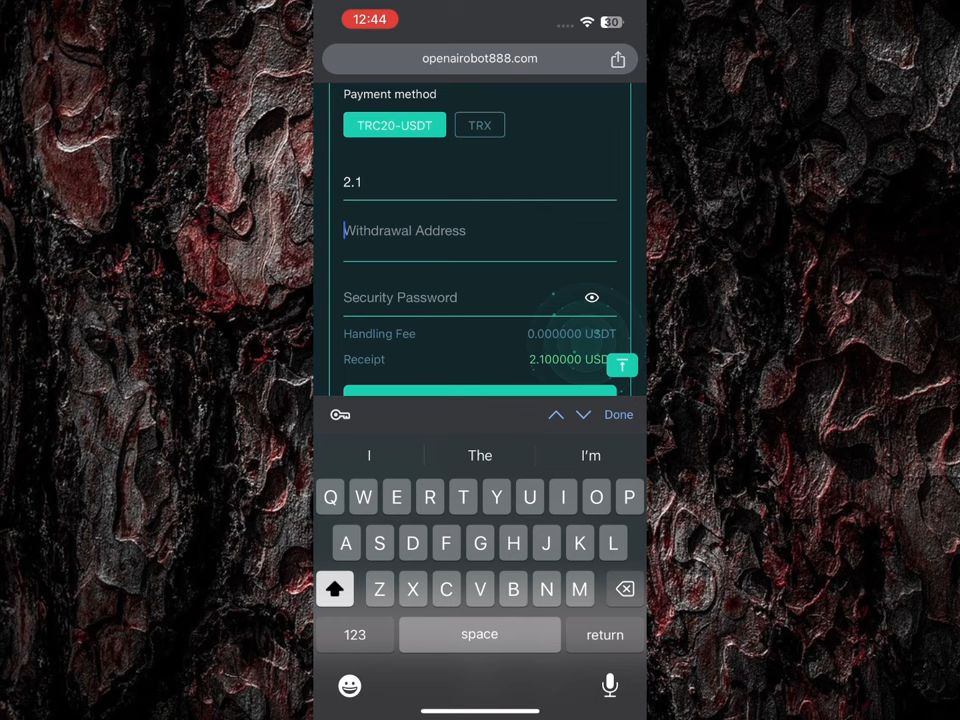 12:44
30
openairobot888.com
Payment method
TRC20-USDT TRX
2.1
Withdrawal Address
Security Password
Handling Fee 0.000000 USDT
Receipt 2.100000 USD
Done
I The I'm
Q W E R T Y U I O P
A S D F G H J K L
Z X C V B N M
123 space return